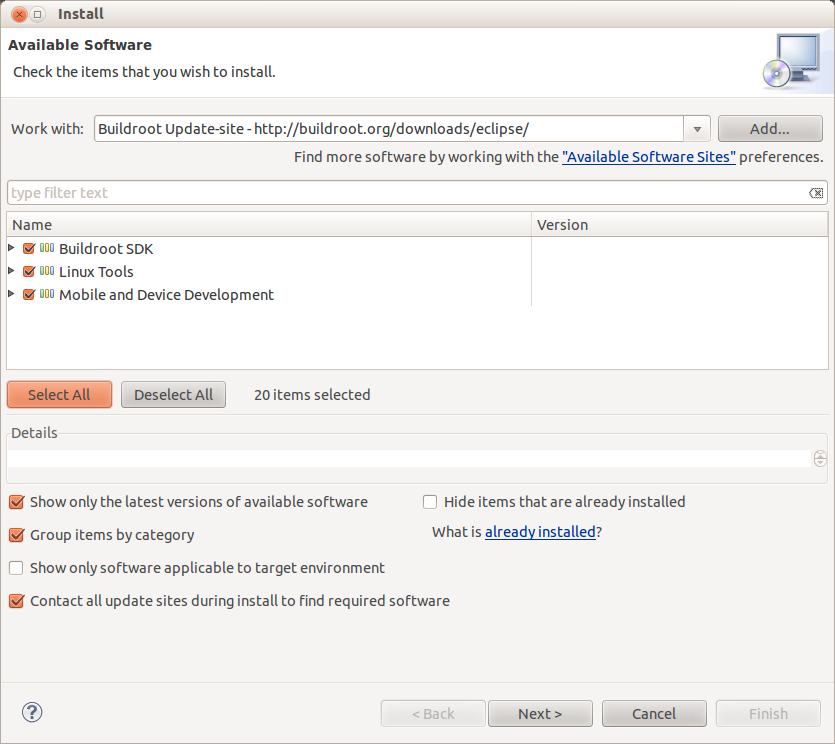 Install
Available Software
Check the items that you wish to install.
Work with: Buildroot Update-site - http://buildroot.org/downloads/eclipse/ Add...
Find more software by working with the "Available Software Sites" preferences.
type filter text
Name Version
Buildroot SDK
Linux Tools
Mobile and Device Development
Select All Deselect All 20 items selected
Details
Show only the latest versions of available software Hide items that are already installed
Group items by category What is already installed?
Show only software applicable to target environment
Contact all update sites during install to find required software
? < Back Next > Cancel Finish